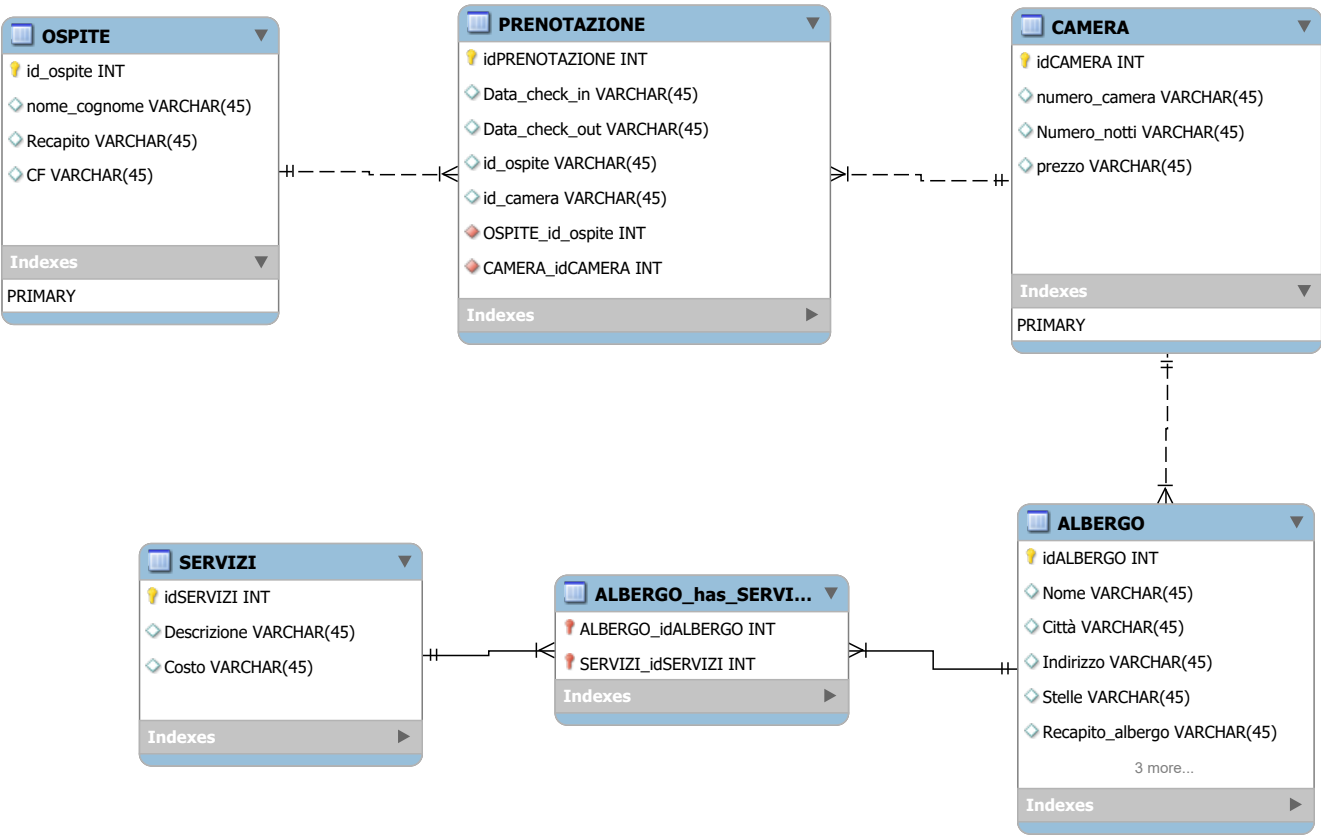 OSPITE
id_ospite INT
nome_cognome VARCHAR(45)
Recapito VARCHAR(45)
CF VARCHAR(45)
Indexes
PRIMARY
PRENOTAZIONE
idPRENOTAZIONE INT
Data_check_in VARCHAR(45)
Data_check_out VARCHAR(45)
id_ospite VARCHAR(45)
id_camera VARCHAR(45)
OSPITE_id_ospite INT
CAMERA_idCAMERA INT
Indexes
CAMERA
idCAMERA INT
numero_camera VARCHAR(45)
Numero_notti VARCHAR(45)
prezzo VARCHAR(45)
Indexes
PRIMARY
SERVIZI
idSERVIZI INT
Descrizione VARCHAR(45)
Costo VARCHAR(45)
Indexes
ALBERGO_has_SERVI...
ALBERGO_idALBERGO INT
SERVIZI_idSERVIZI INT
Indexes
ALBERGO
idALBERGO INT
Nome VARCHAR(45)
Città VARCHAR(45)
Indirizzo VARCHAR(45)
Stelle VARCHAR(45)
Recapito_albergo VARCHAR(45)
3 more...
Indexes